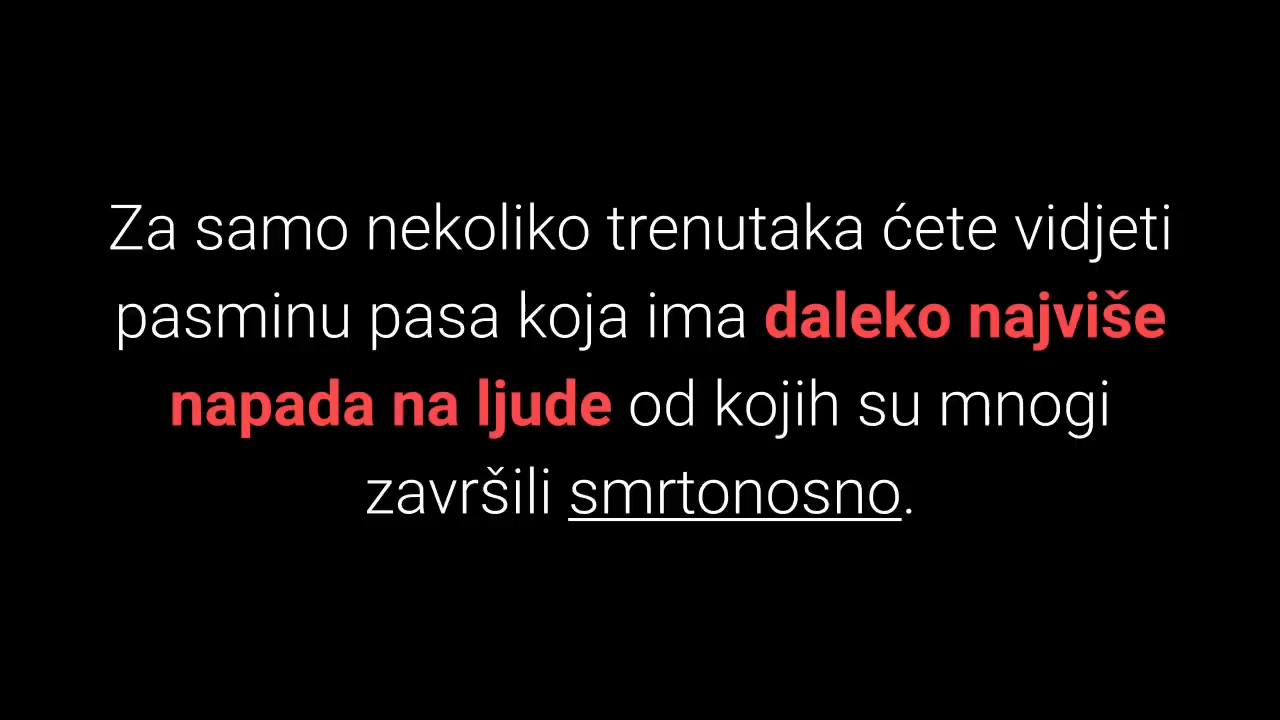 Za samo nekoliko trenutaka ćete vidjeti
pasminu pasa koja ima daleko najviše
napada na ljude od kojih su mnogi
završili smrtonosno.